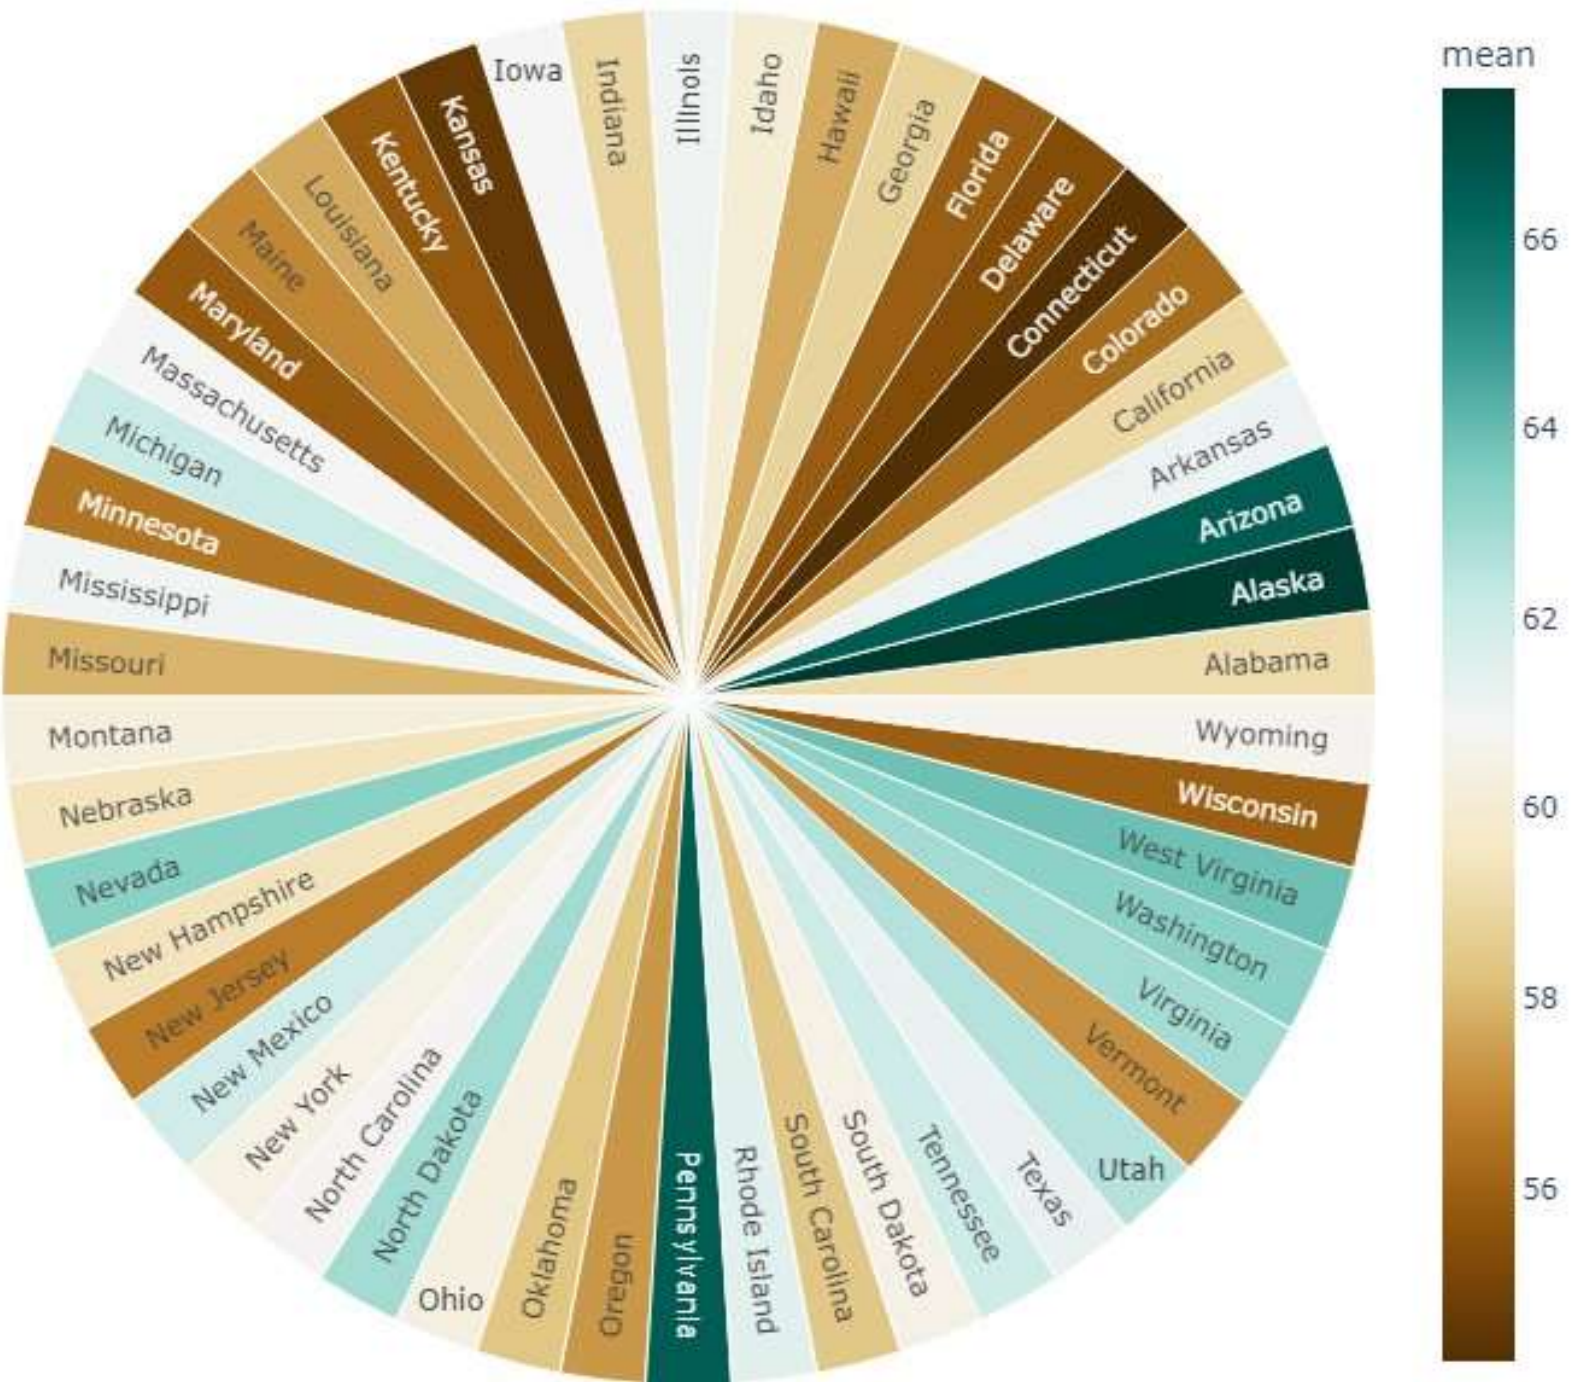 mean
66
64
62
60
58
56
Alabama
Alaska
Arizona
Arkansas
California
Colorado
Connecticut
Delaware
Florida
Georgia
Hawaii
Idaho
Illinois
Indiana
Iowa
Kansas
Kentucky
Louisiana
Maine
Maryland
Massachusetts
Michigan
Minnesota
Mississippi
Missouri
Montana
Nebraska
Nevada
New Hampshire
New Jersey
New Mexico
New York
North Carolina
North Dakota
Ohio
Oklahoma
Oregon
Pennsylvania
Rhode Island
South Carolina
South Dakota
Tennessee
Texas
Utah
Vermont
Virginia
Washington
West Virginia
Wisconsin
Wyoming